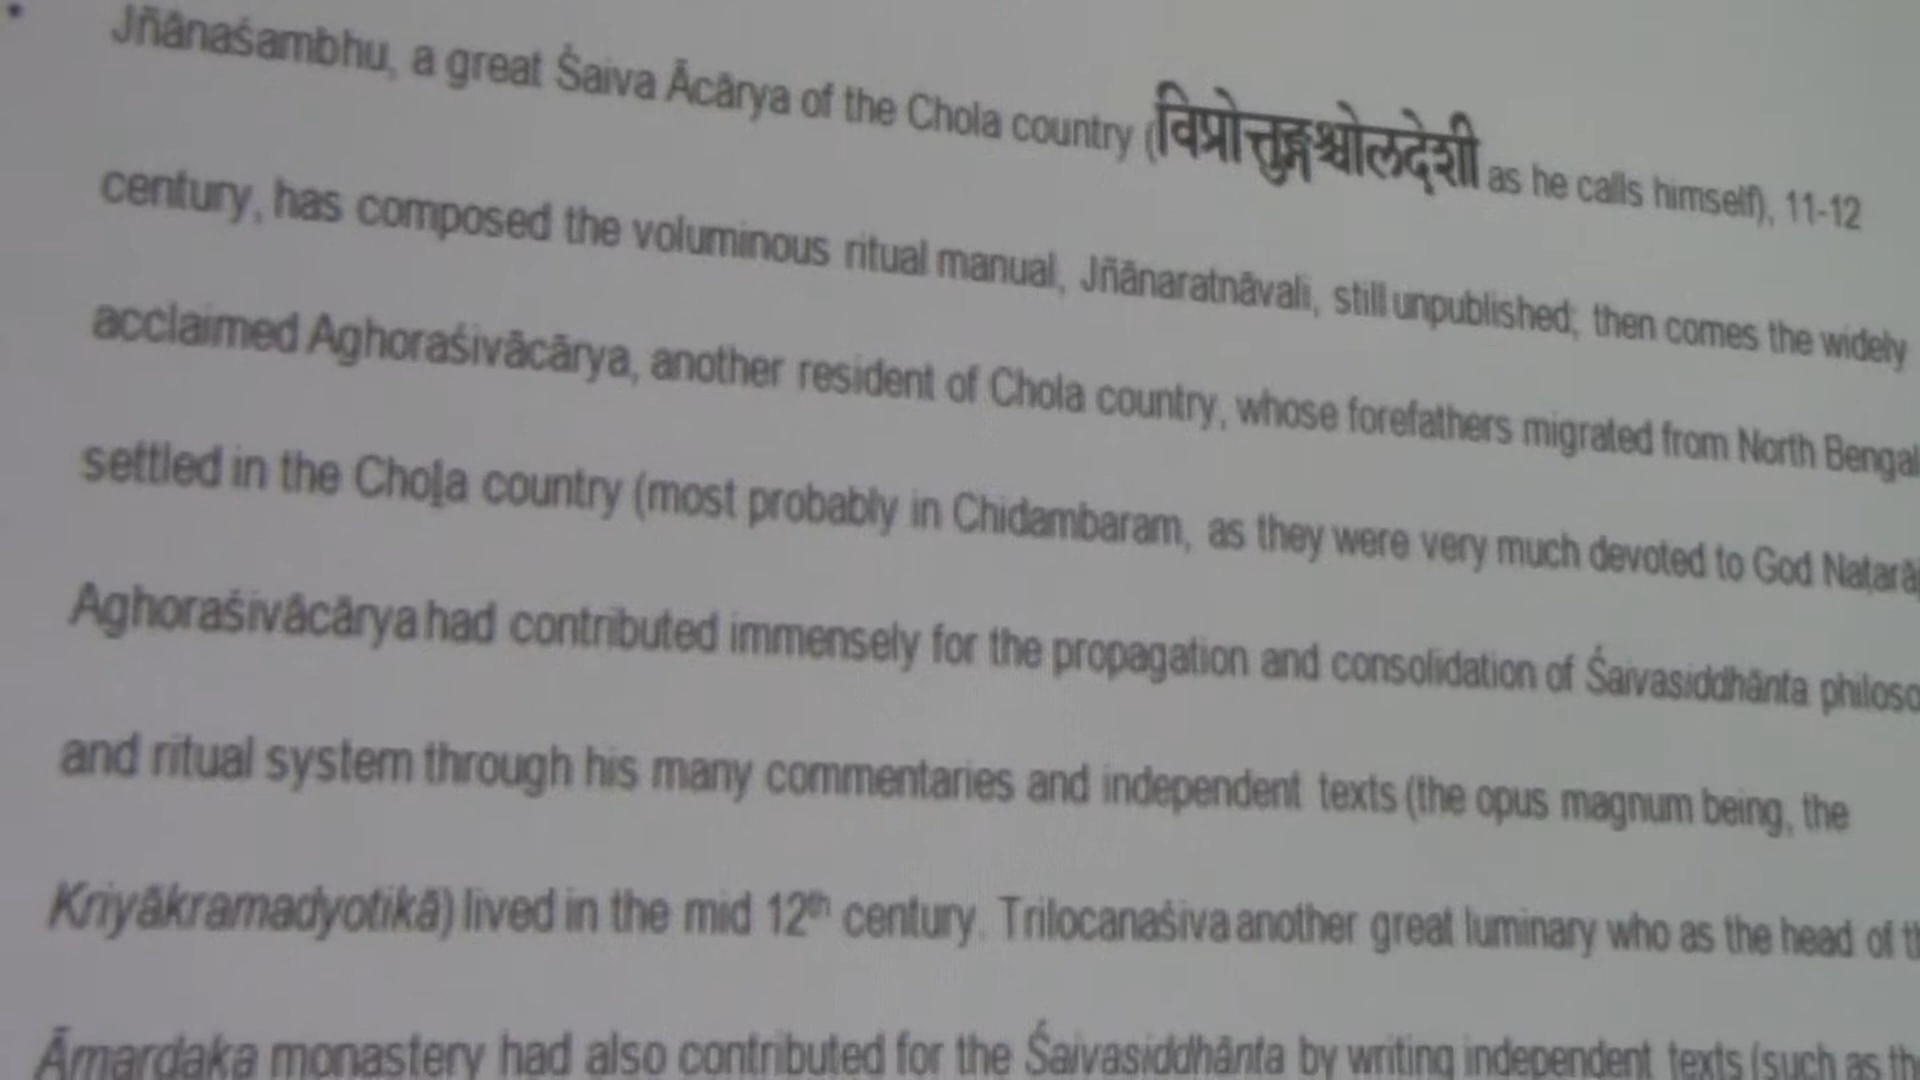 • Jñānaśambhu, a great Śaiva Ācārya of the Chola country (विप्रोत्तुङ्गश्चोलदेशी as he calls himself), 11-12
century, has composed the voluminous ritual manual, Jñānaratnāvali, still unpublished; then comes the widely
acclaimed Aghoraśivācārya, another resident of Chola country, whose forefathers migrated from North Bengal
settled in the Choḻa country (most probably in Chidambaram, as they were very much devoted to God
Aghoraśivācārya had contributed immensely for the propagation and consolidation of Śaivasiddhānta
and ritual system through his many commentaries and independent texts (the opus magnum being, the
Kriyākramadyotikā) lived in the mid 12th century. Trilocanaśiva another great luminary who as the head of
Āmardaka monastery had also contributed for the Śaivasiddhānta by writing independent texts (such as